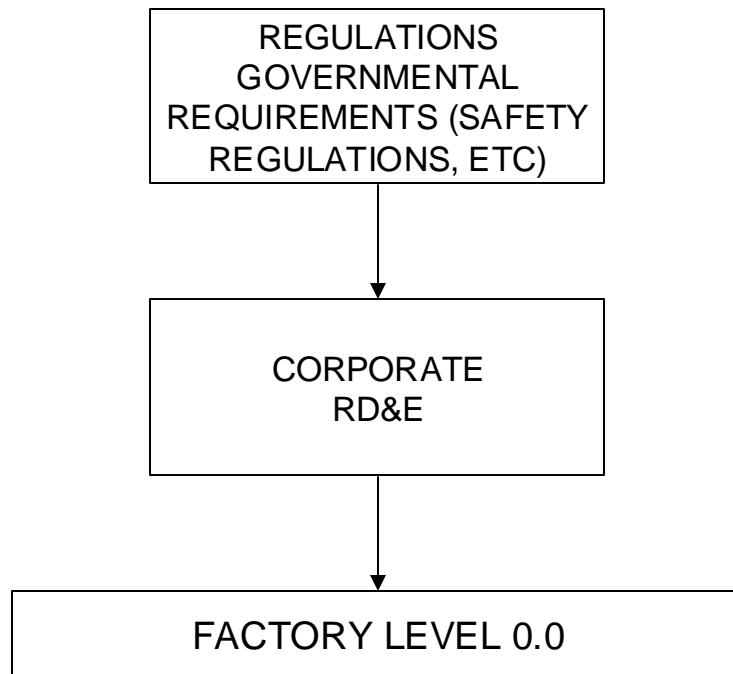 REGULATIONS
GOVERNMENTAL
REQUIREMENTS (SAFETY
REGULATIONS, ETC)
CORPORATE
RD&E
FACTORY LEVEL 0.0